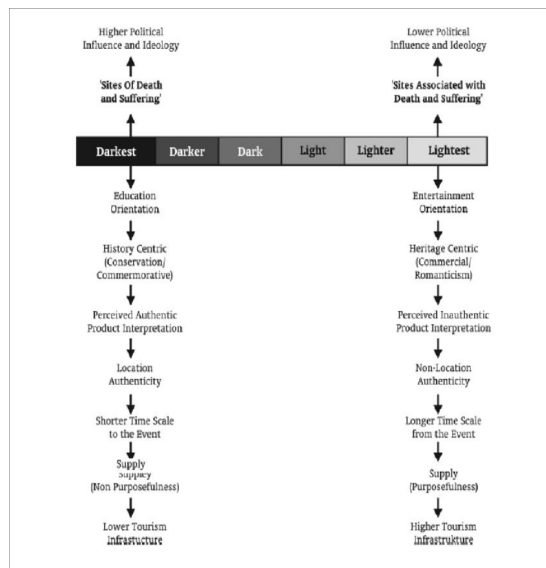 Higher Political
Influence and Ideology
Lower Political
Influence and Ideology
'Sites Of Death
and Suffering'
'Sites Associated with
Death and Suffering'
Darkest Darker Dark Light Lighter Lightest
Education
Orientation
Entertainment
Orientation
History Centric
(Conservation/
Commermorative)
Heritage Centric
(Commercial/
Romanticism)
Perceived Authentic
Product Interpretation
Perceived Inauthentic
Product Interpretation
Location
Authenticity
Non-Location
Authenticity
Shorter Time Scale
to the Event
Longer Time Scale
from the Event
Supply
(Non Purposefulness)
Supply
(Purposefulness)
Lower Tourism
Infrastucture
Higher Tourism
Infrastrukture